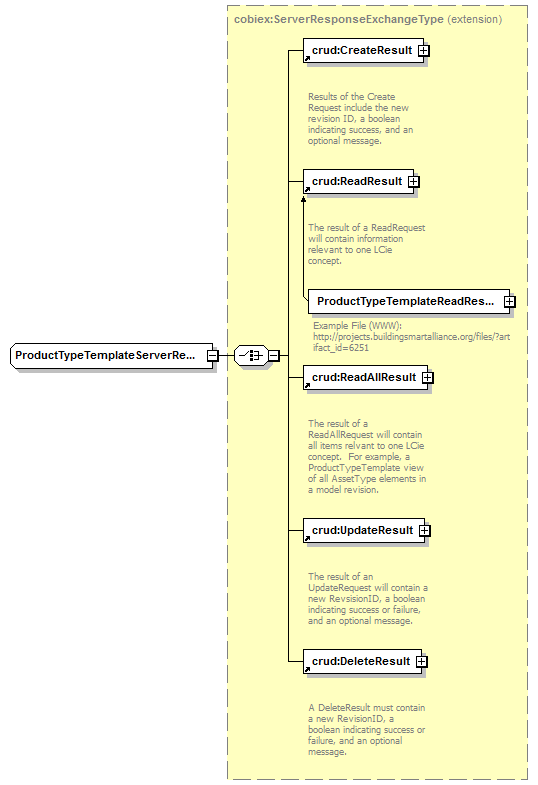 cobiex:ServerResponseExchangeType (extension)
crud:CreateResult
Results of the Create
Request include the new
revision ID, a boolean
indicating success, and an
optional message.
crud:ReadResult
The result of a ReadRequest
will contain information
relevant to one LCie
concept.
ProductTypeTemplateReadRes...
Example File (WWW):
http://projects.buildingsmartalliance.org/files/?art
ifact_id=6251
ProductTypeTemplateServerRe...
crud:ReadAllResult
The result of a
ReadAllRequest will contain
all items relvant to one LCie
concept.  For example, a
ProductTypeTemplate view
of all AssetType elements in
a model revision.
crud:UpdateResult
The result of an
UpdateRequest will contain a
new RevsisionID, a boolean
indicating success or failure,
and an optional message.
crud:DeleteResult
A DeleteResult must contain
a new RevisionID, a
boolean indicating success or
failure, and an optional
message.